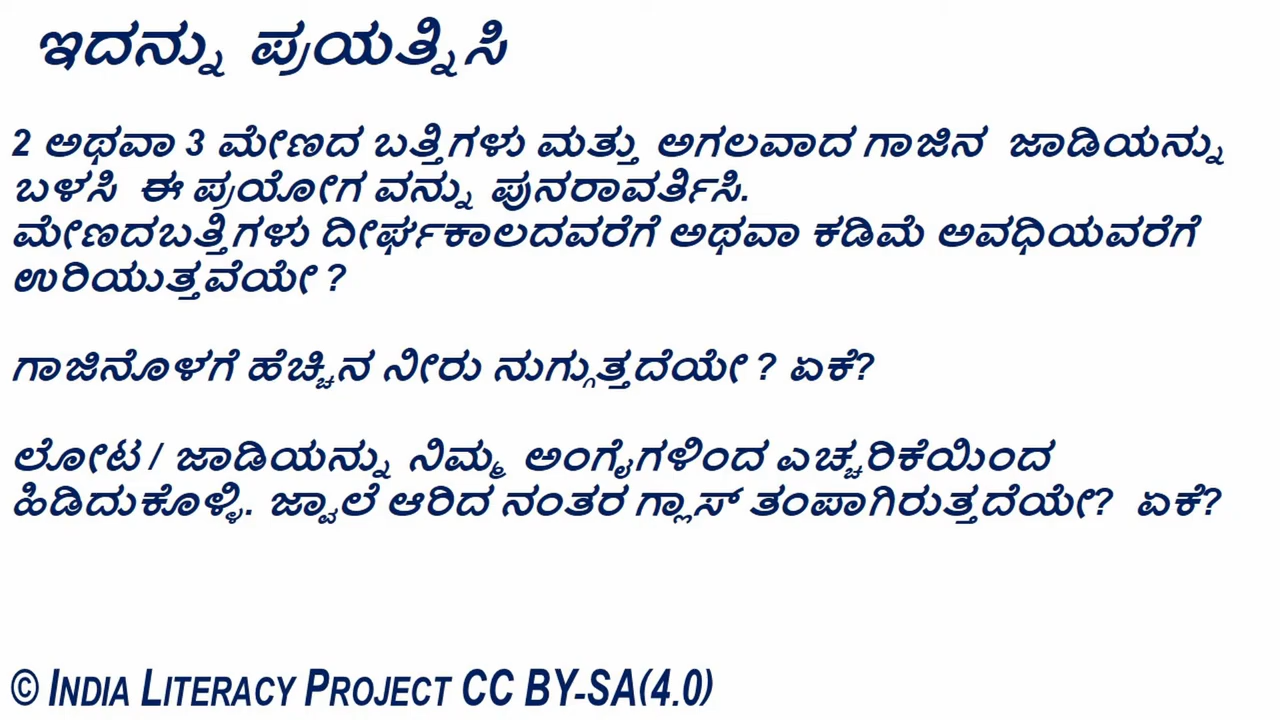 ಇದನ್ನು ಪ್ರಯತ್ನಿಸಿ
2 ಅಥವಾ 3 ಮೇಣದ ಬತ್ತಿಗಳು ಮತ್ತು ಅಗಲವಾದ ಗಾಜಿನ ಜಾಡಿಯನ್ನು
ಬಳಸಿ ಈ ಪ್ರಯೋಗ ವನ್ನು ಪುನರಾವರ್ತಿಸಿ.
ಮೇಣದಬತ್ತಿಗಳು ದೀರ್ಘಕಾಲದವರೆಗೆ ಅಥವಾ ಕಡಿಮೆ ಅವಧಿಯವರೆಗೆ
ಉರಿಯುತ್ತವೆಯೇ ?
ಗಾಜಿನೊಳಗೆ ಹೆಚ್ಚಿನ ನೀರು ನುಗ್ಗುತ್ತದೆಯೇ ? ಏಕೆ?
ಲೋಟ / ಜಾಡಿಯನ್ನು ನಿಮ್ಮ ಅಂಗೈಗಳಿಂದ ಎಚ್ಚರಿಕೆಯಿಂದ
ಹಿಡಿದುಕೊಳ್ಳಿ. ಜ್ವಾಲೆ ಆರಿದ ನಂತರ ಗ್ಲಾಸ್ ತಂಪಾಗಿರುತ್ತದೆಯೇ? ಏಕೆ?
© INDIA LITERACY PROJECT CC BY-SA(4.0)